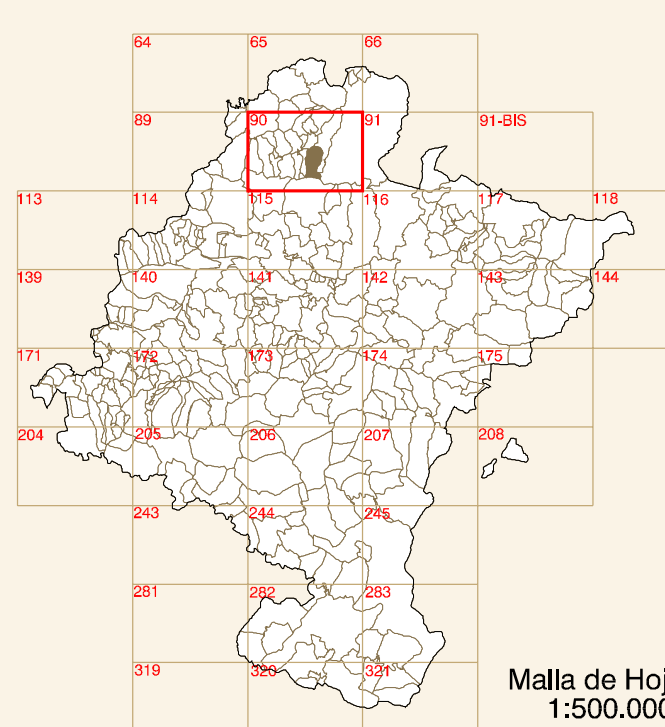 64 65 66
89 90 91 91-BIS
113 114 115 116 117 118
139 140 141 142 143 144
171 172 173 174 175
204 205 206 207 208
243 244 245
281 282 283
319 320 321
Malla de Hoj
1:500.000